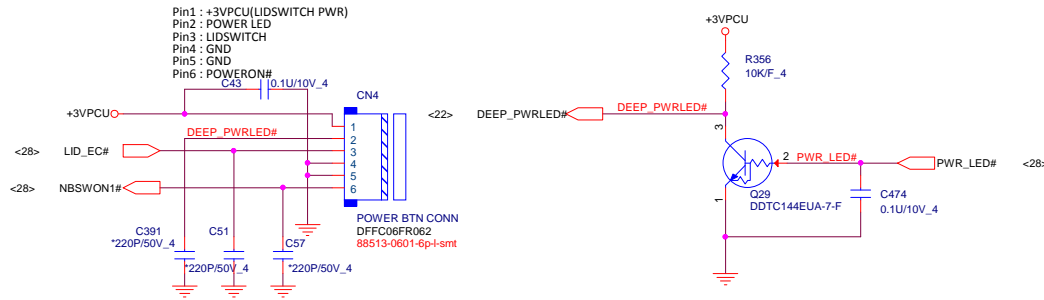 Pin1 : +3VPCU(LIDSWITCH PWR)
Pin2 : POWER LED
Pin3 : LIDSWITCH
Pin4 : GND
Pin5 : GND
Pin6 : POWERON#
C43
0.1U/10V_4
CN4
+3VPCU
1
DEEP_PWRLED#
2
<28>
LID_EC#
3
4
5
<28>
NBSWON1#
6
POWER BTN CONN
DFFC06FR062
88513-0601-6p-l-smt
C391
*220P/50V_4
C51
*220P/50V_4
C57
*220P/50V_4
+3VPCU
R356
10K/F_4
<22>
DEEP_PWRLED#
DEEP_PWRLED#
3
2
PWR_LED#
PWR_LED#
<28>
1
Q29
DDTC144EUA-7-F
C474
0.1U/10V_4